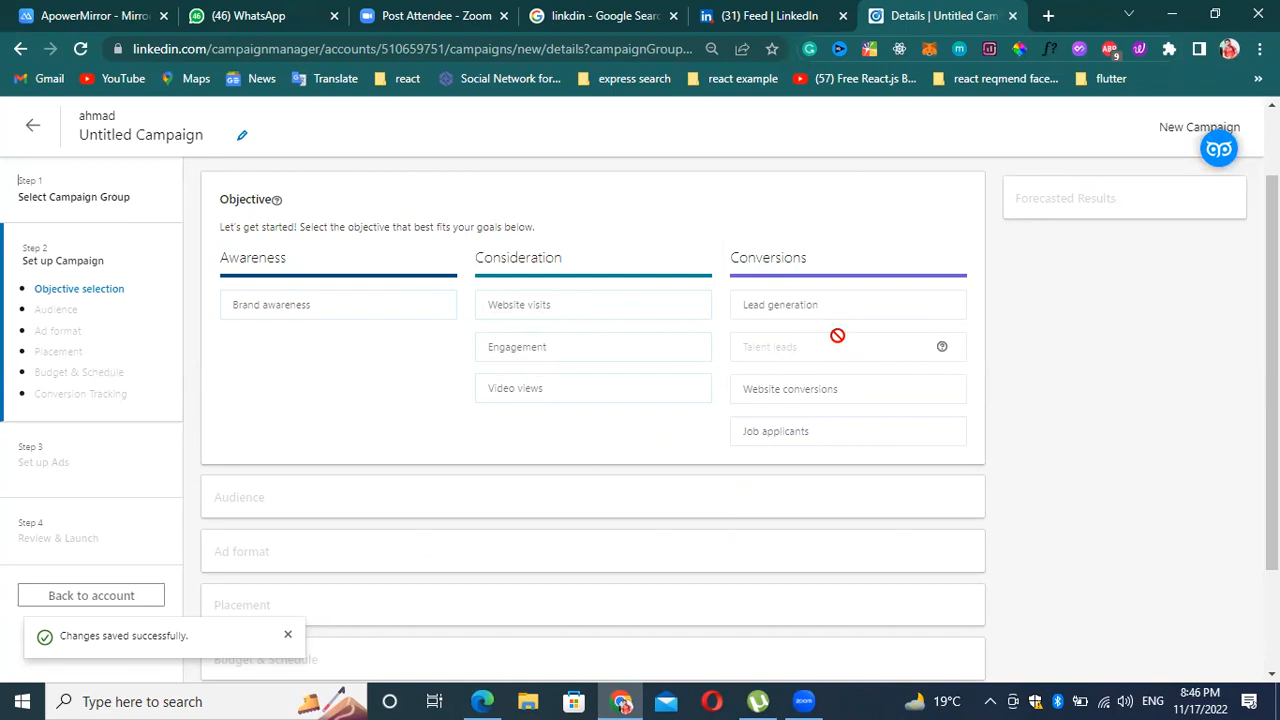 ApowerMirror - Mirror
(46) WhatsApp
Post Attendee - Zoom
linkdin - Google Sear
(31) Feed | LinkedIn
Details | Untitled Cam
linkedin.com/campaignmanager/accounts/510659751/campaigns/new/details?campaignGroup...
Gmail YouTube Maps News Translate react Social Network for... express search react example (57) Free React.js B... react reqmend face... flutter »
ahmad
Untitled Campaign
New Campaign
Step 1
Select Campaign Group
Step 2
Set up Campaign
Objective selection
Audience
Ad format
Placement
Budget & Schedule
Conversion Tracking
Step 3
Set up Ads
Step 4
Review & Launch
Back to account
Changes saved successfully.
Objective
Let's get started! Select the objective that best fits your goals below.
Awareness
Brand awareness
Consideration
Website visits
Engagement
Video views
Conversions
Lead generation
Talent leads
Website conversions
Job applicants
Audience
Ad format
Placement
Budget & Schedule
Forecasted Results
Type here to search
19°C
ENG
8:46 PM
11/17/2022